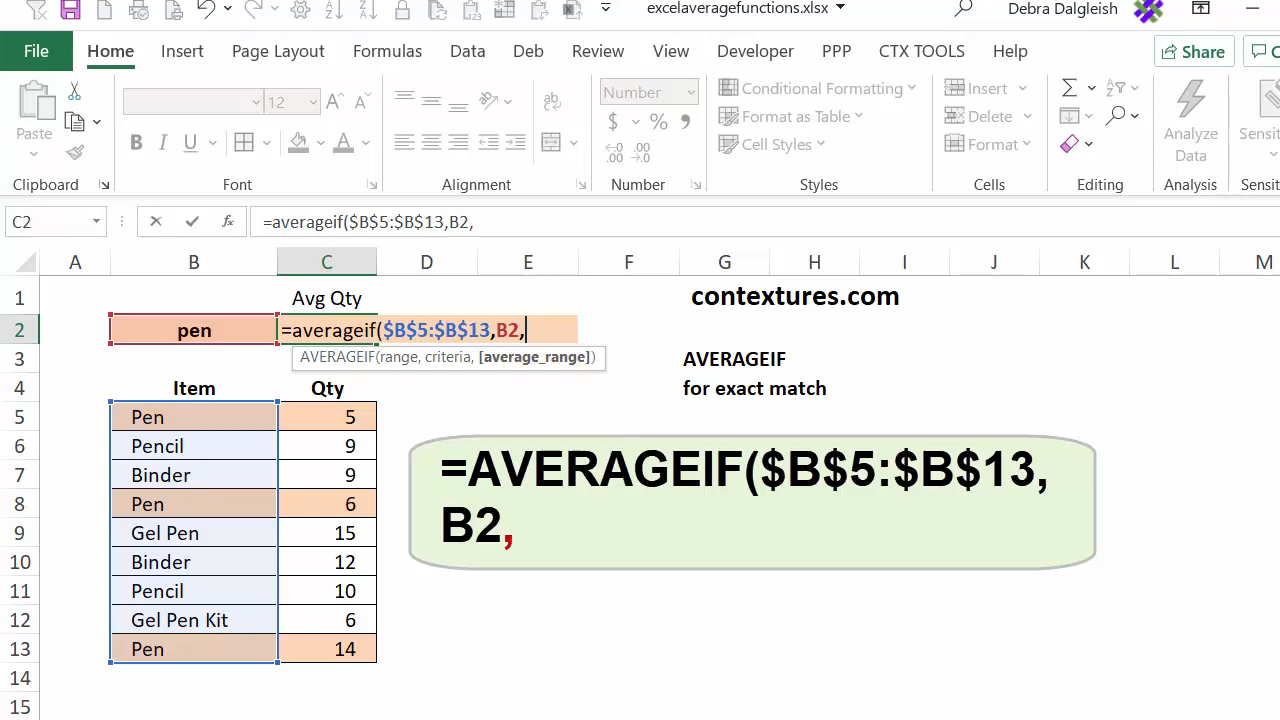 excelaveragefunctions.xlsx
Debra Dalgleish
File Home Insert Page Layout Formulas Data Deb Review View Developer PPP CTX TOOLS Help Share
12 Number Conditional Formatting Insert
Paste $ % Format as Table Delete Analyze
B I U A .00 Cell Styles Format Data
Clipboard Font Alignment Number Styles Cells Editing Analysis
C2 fx =averageif($B$5:$B$13,B2,
A B C D E F G H I J K L M
1 Avg Qty contextures.com
2 pen =averageif($B$5:$B$13,B2,
AVERAGEIF(range, criteria, [average_range])
3 AVERAGEIF
4 Item Qty for exact match
5 Pen 5
6 Pencil 9
7 Binder 9
8 Pen 6
9 Gel Pen 15
10 Binder 12
11 Pencil 10
12 Gel Pen Kit 6
13 Pen 14
14
15
=AVERAGEIF($B$5:$B$13,
B2,